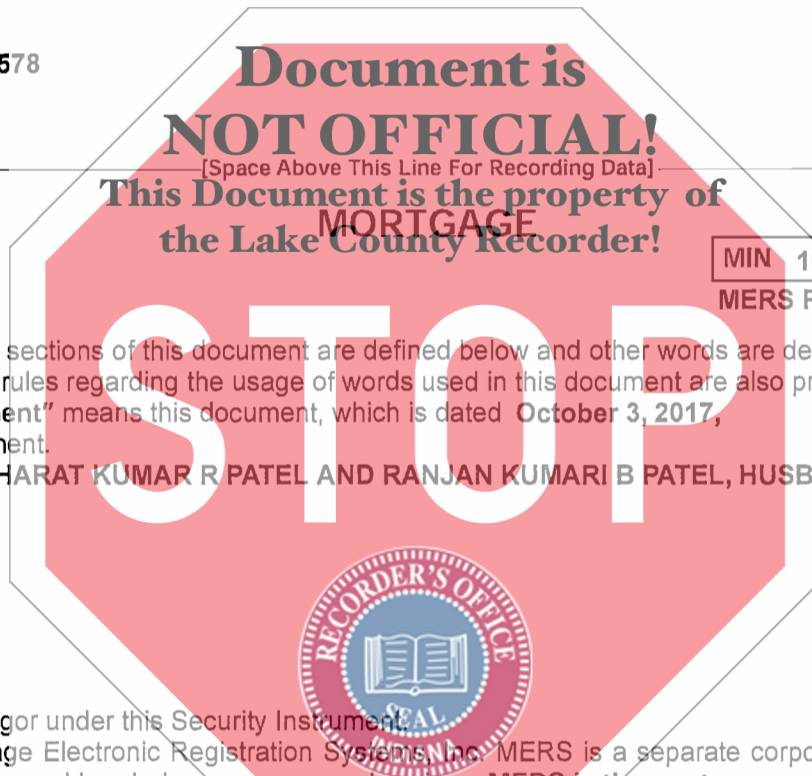 578
Document is
NOT OFFICIAL!
[Space Above This Line For Recording Data]
This Document is the property of
MORTGAGE
the Lake County Recorder!
MIN 1
MERS P
STOP
sections of this document are defined below and other words are de
rules regarding the usage of words used in this document are also pr
ent” means this document, which is dated October 3, 2017,
ent.
HARAT KUMAR R PATEL AND RANJAN KUMARI B PATEL, HUSB
RECORDER'S OFFICE
SEAL
gor under this Security Instrument.
ge Electronic Registration Systems, Inc. MERS is a separate corpo